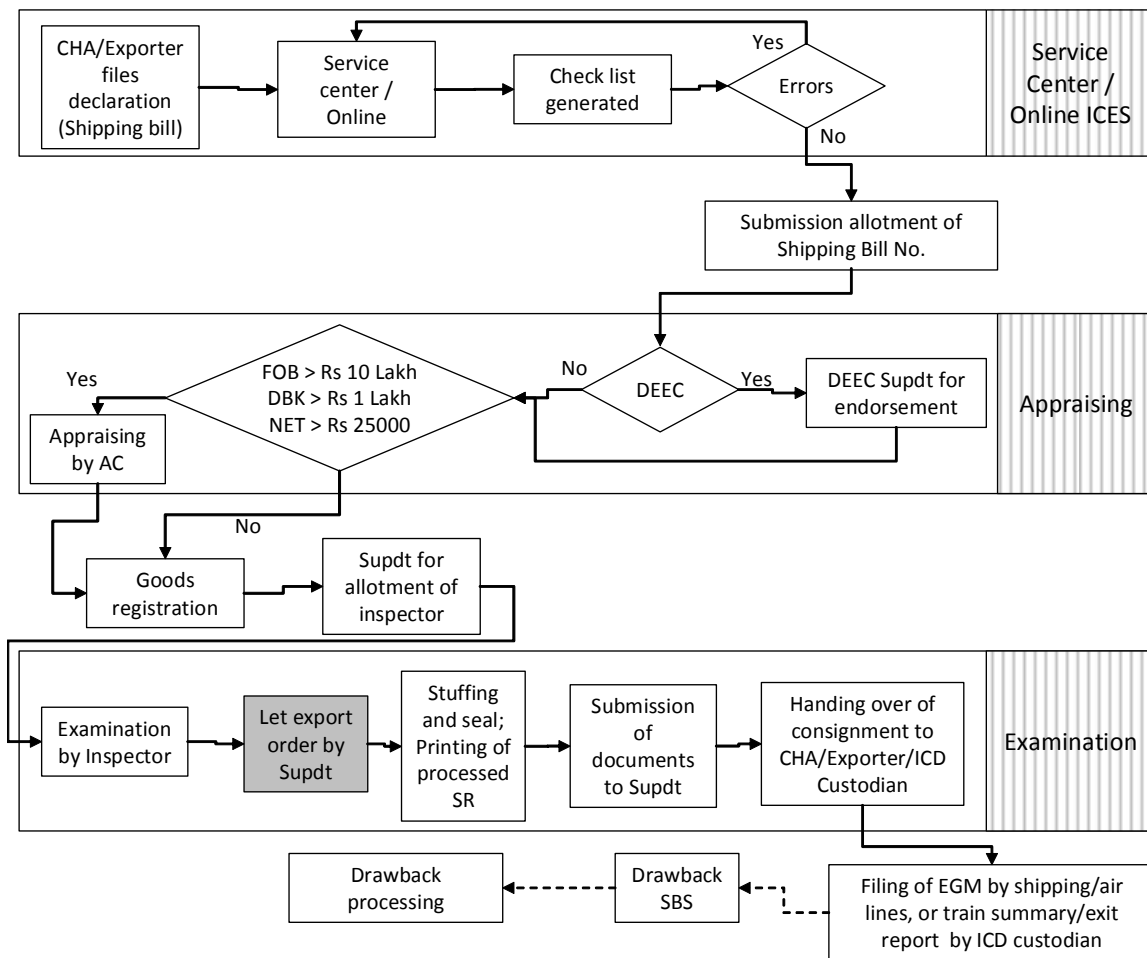 CHA/Exporter
files
declaration
(Shipping bill)
Service
center /
Online
Check list
generated
Yes
Errors
No
Service
Center /
Online ICES
Submission allotment of
Shipping Bill No.
Yes
FOB > Rs 10 Lakh
DBK > Rs 1 Lakh
NET > Rs 25000
No
DEEC
Yes
DEEC Supdt for
endorsement
Appraising
Appraising
by AC
No
Goods
registration
Supdt for
allotment of
inspector
Examination
by Inspector
Let export
order by
Supdt
Stuffing
and seal;
Printing of
processed
SR
Submission
of
documents
to Supdt
Handing over of
consignment to
CHA/Exporter/ICD
Custodian
Examination
Drawback
processing
Drawback
SBS
Filing of EGM by shipping/air
lines, or train summary/exit
report by ICD custodian